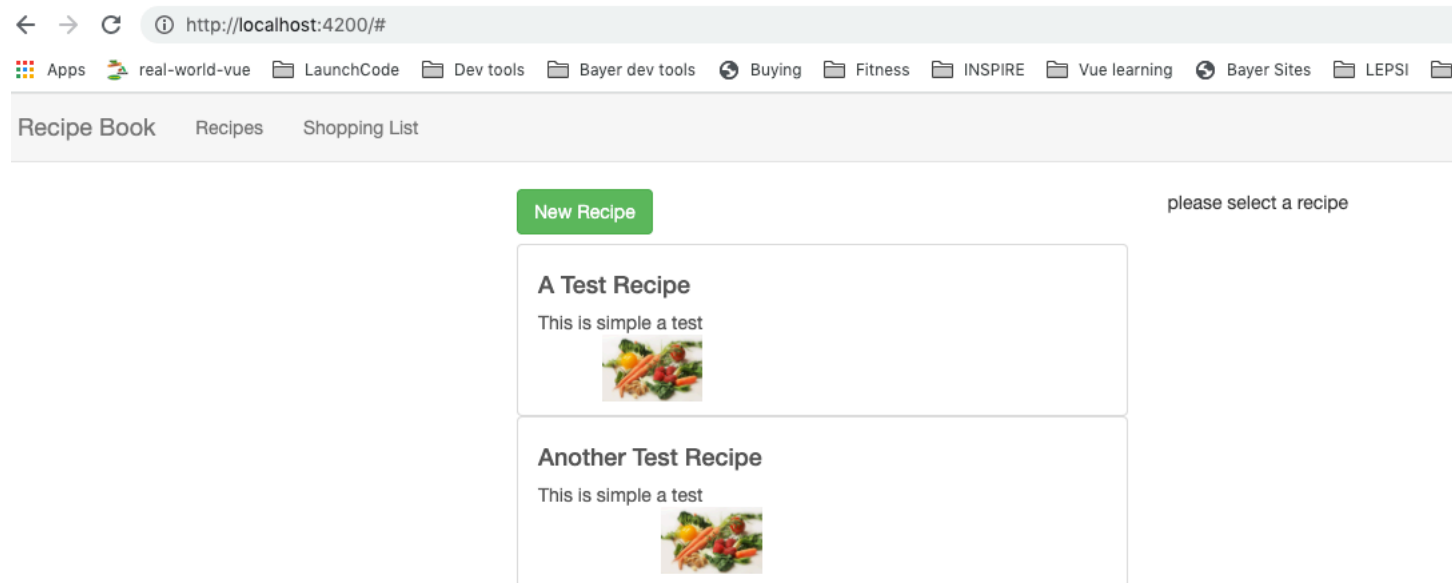 http://localhost:4200/#
Apps real-world-vue LaunchCode Dev tools Bayer dev tools Buying Fitness INSPIRE Vue learning Bayer Sites LEPSI
Recipe Book Recipes Shopping List
New Recipe
please select a recipe
A Test Recipe
This is simple a test
Another Test Recipe
This is simple a test